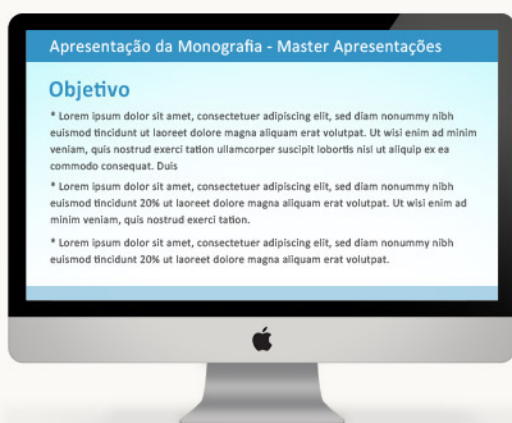 Apresentação da Monografia - Master Apresentações
Objetivo
* Lorem ipsum dolor sit amet, consectetuer adipiscing elit, sed diam nonummy nibh
euismod tincidunt ut laoreet dolore magna aliquam erat volutpat. Ut wisi enim ad minim
veniam, quis nostrud exerci tation ullamcorper suscipit lobortis nisl ut aliquip ex ea
commodo consequat. Duis
* Lorem ipsum dolor sit amet, consectetuer adipiscing elit, sed diam nonummy nibh
euismod tincidunt 20% ut laoreet dolore magna aliquam erat volutpat. Ut wisi enim ad
minim veniam, quis nostrud exerci tation.
* Lorem ipsum dolor sit amet, consectetuer adipiscing elit, sed diam nonummy nibh
euismod tincidunt 20% ut laoreet dolore magna aliquam erat volutpat.